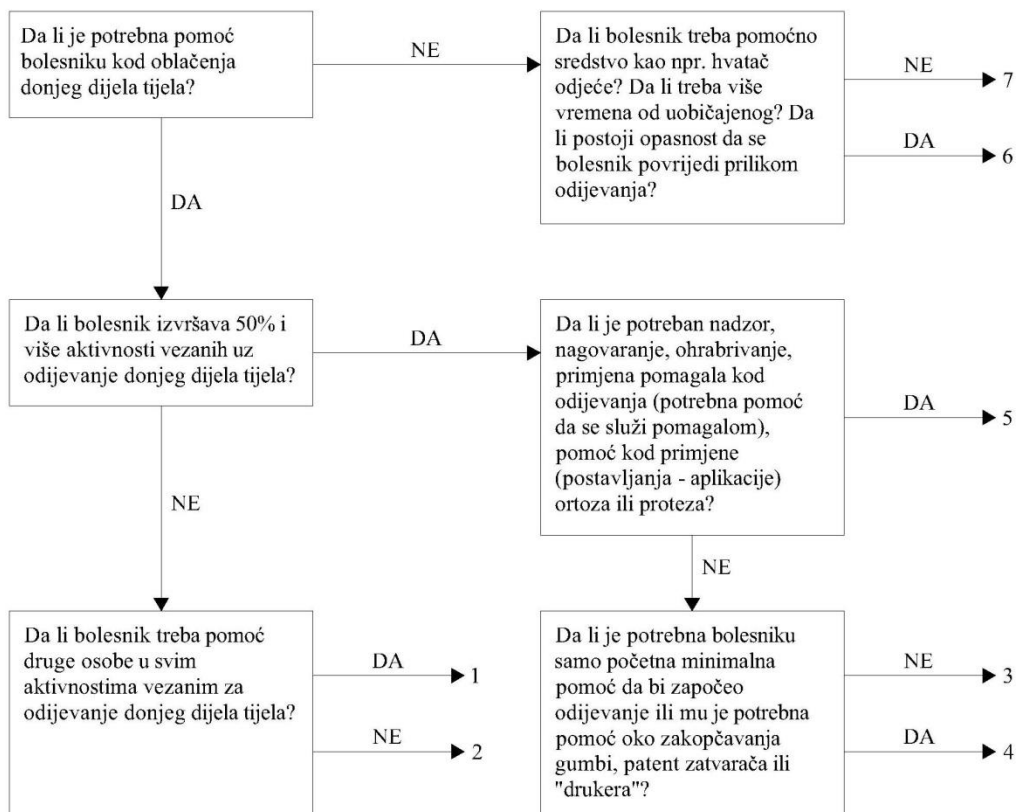 Da li je potrebna pomoć
bolesniku kod oblačenja
donjeg dijela tijela?
NE
Da li bolesnik treba pomoćno
sredstvo kao npr. hvatač
odjeće? Da li treba više
vremena od uobičajenog? Da
li postoji opasnost da se
bolesnik povrijedi prilikom
odijevanja?
NE
7
DA
6
DA
Da li bolesnik izvršava 50% i
više aktivnosti vezanih uz
odijevanje donjeg dijela tijela?
DA
Da li je potreban nadzor,
nagovaranje, ohrabrivanje,
primjena pomagala kod
odijevanja (potrebna pomoć
da se služi pomagalom),
pomoć kod primjene
(postavljanja - aplikacije)
ortoza ili proteza?
DA
5
NE
NE
Da li bolesnik treba pomoć
druge osobe u svim
aktivnostima vezanim za
odijevanje donjeg dijela tijela?
DA
1
NE
2
Da li je potrebna bolesniku
samo početna minimalna
pomoć da bi započeo
odijevanje ili mu je potrebna
pomoć oko zakopčavanja
gumbi, patent zatvarača ili
"drukera"?
NE
3
DA
4